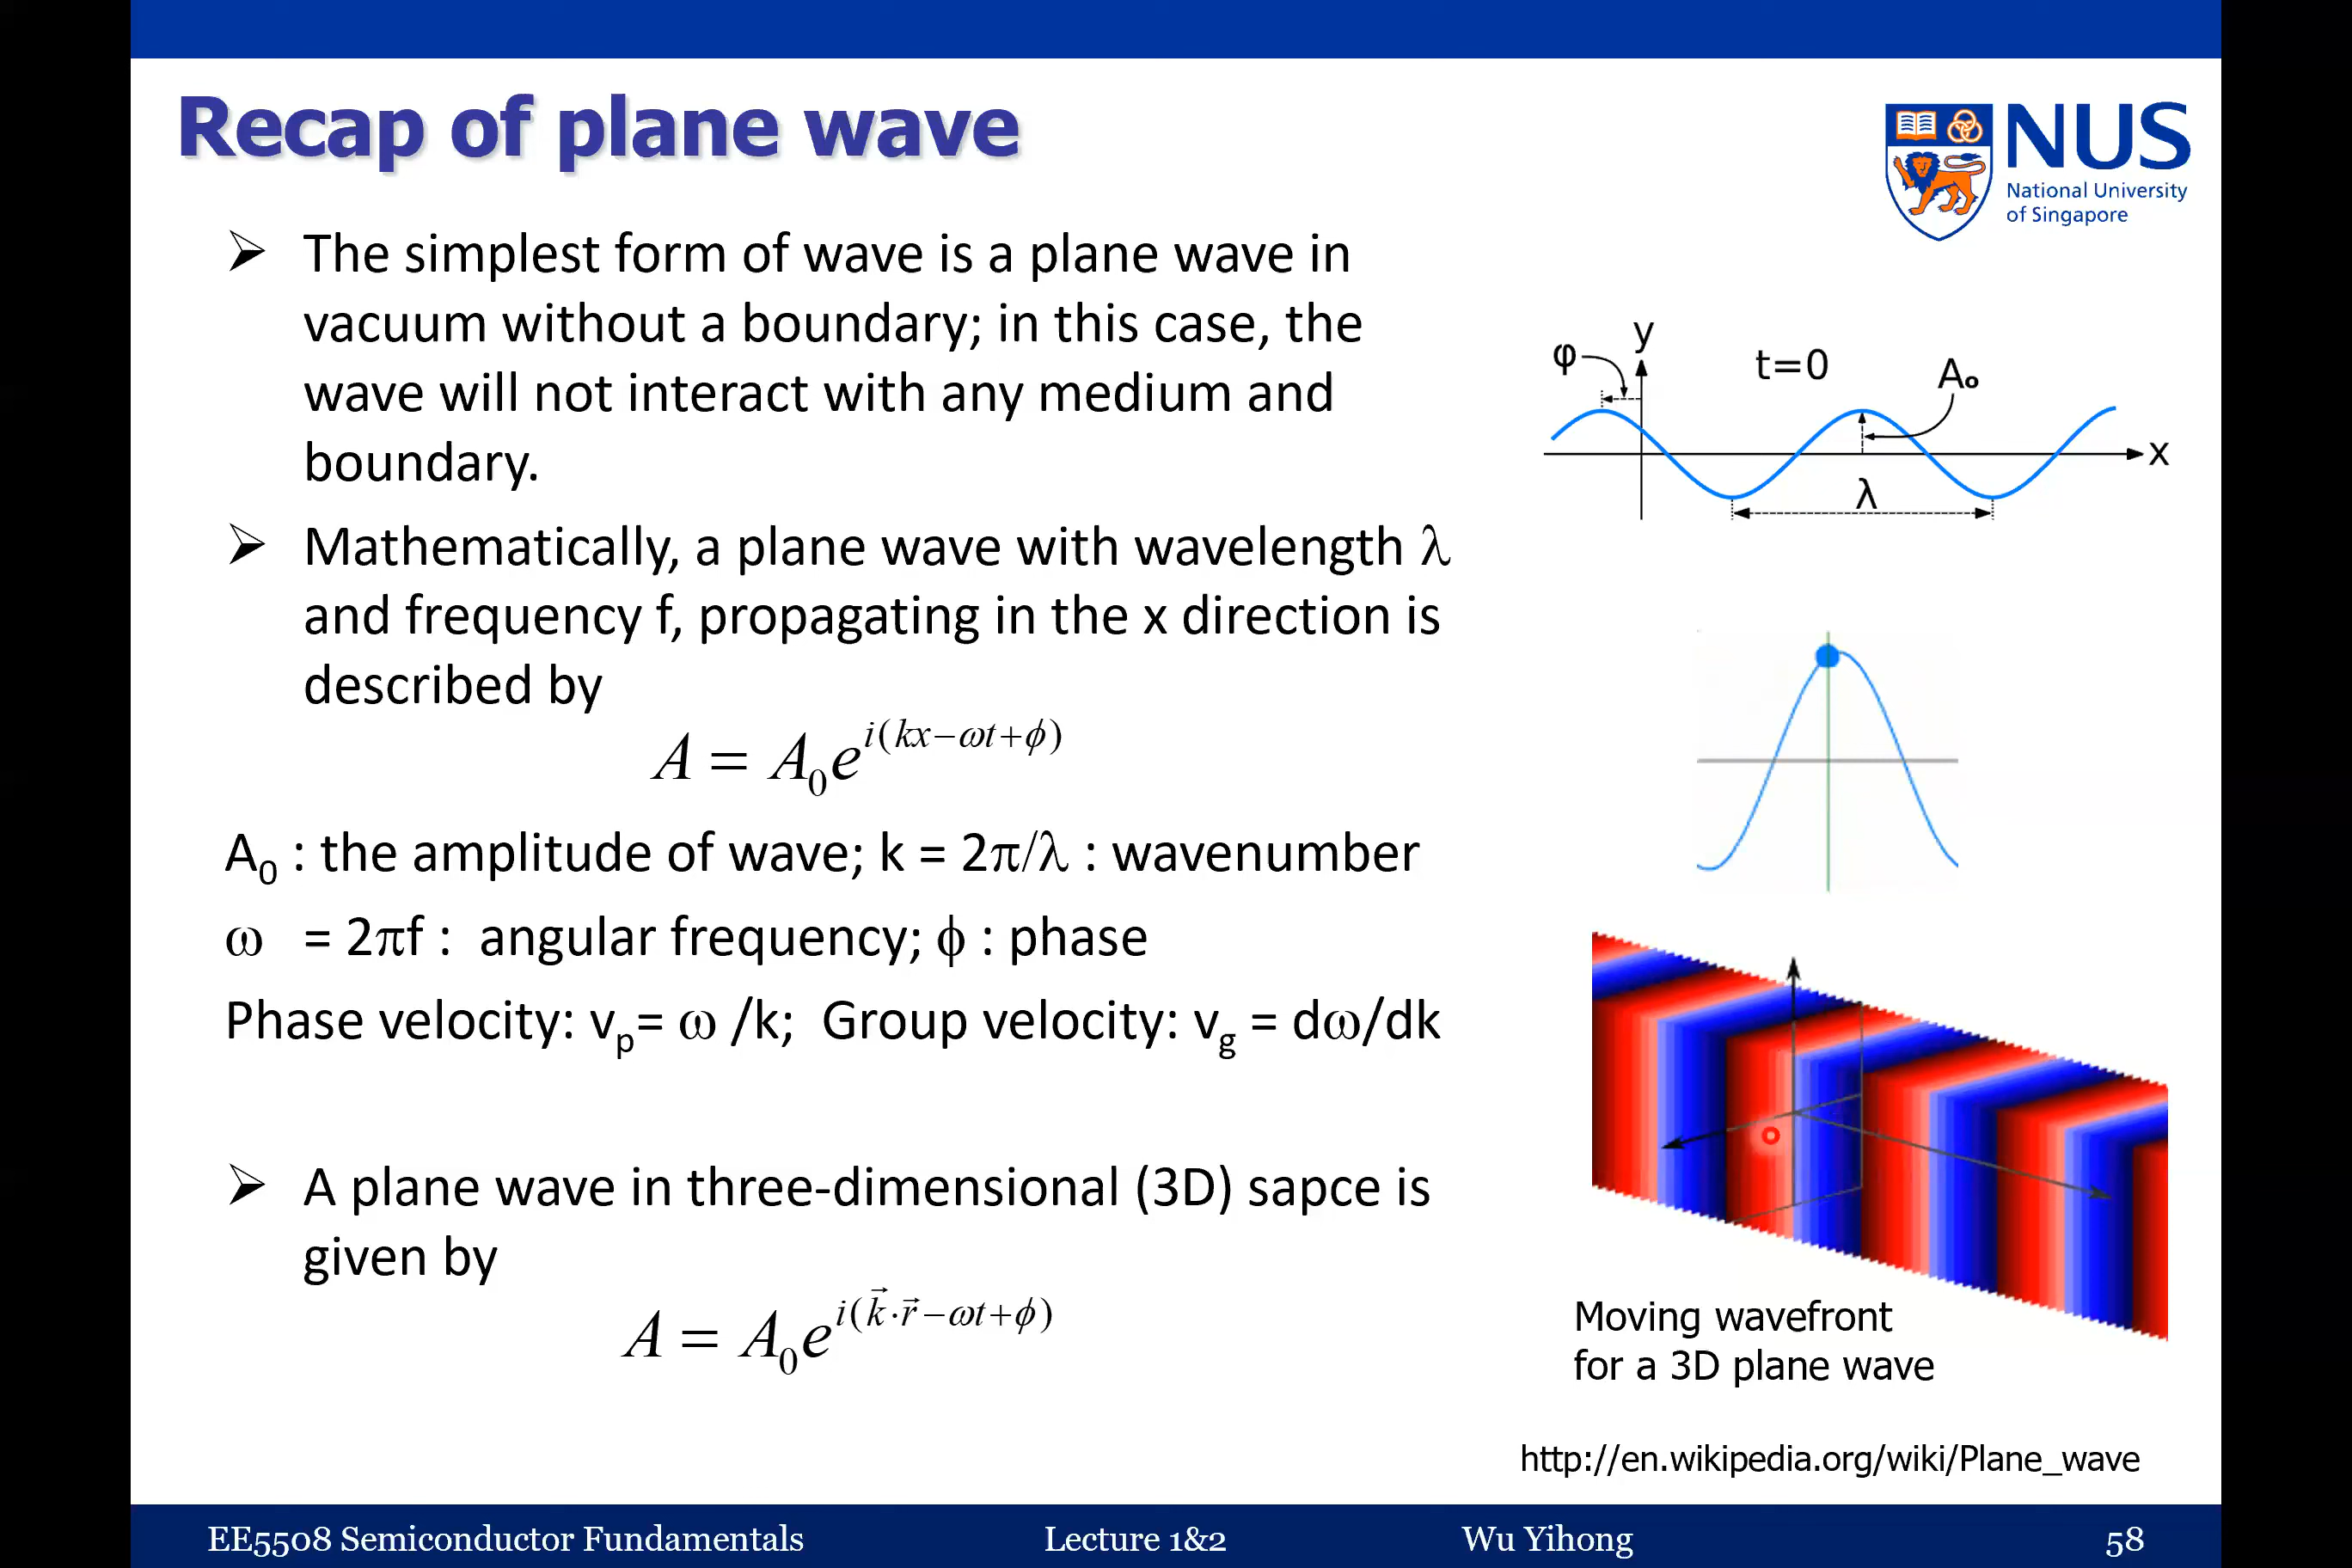 Recap of plane wave
NUS
National University
of Singapore
➢ The simplest form of wave is a plane wave in
vacuum without a boundary; in this case, the
wave will not interact with any medium and
boundary.
➢ Mathematically, a plane wave with wavelength λ
and frequency f, propagating in the x direction is
described by
A = A₀e^{i(kx−ωt+ϕ)}
A₀ : the amplitude of wave; k = 2π/λ : wavenumber
ω = 2πf : angular frequency; ϕ : phase
Phase velocity: vₚ= ω /k; Group velocity: v_g = dω/dk
➢ A plane wave in three-dimensional (3D) sapce is
given by
A = A₀e^{i(k⃗·r⃗−ωt+ϕ)}
φ
y
t=0
A₀
x
λ
Moving wavefront
for a 3D plane wave
http://en.wikipedia.org/wiki/Plane_wave
EE5508 Semiconductor Fundamentals Lecture 1&2 Wu Yihong 58